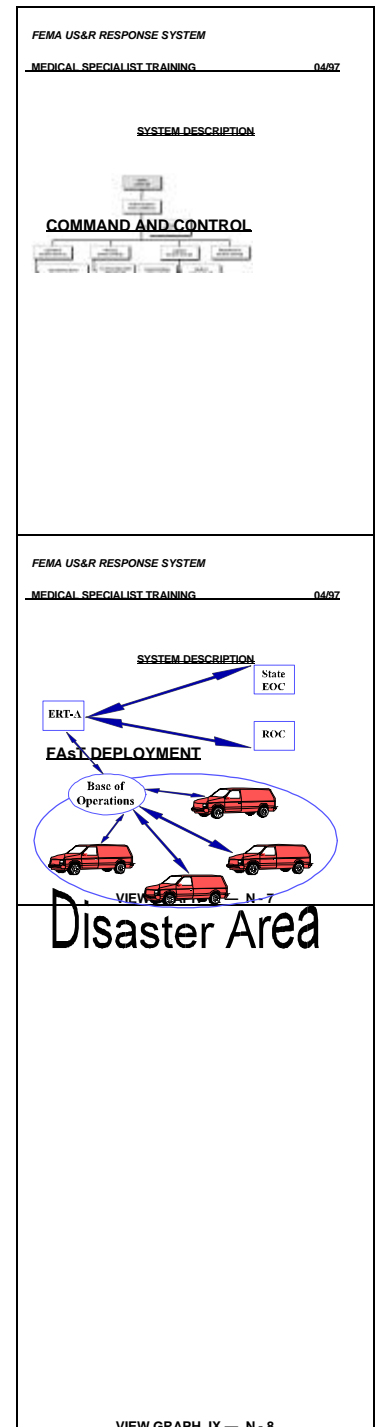 FEMA US&R RESPONSE SYSTEM
MEDICAL SPECIALIST TRAINING 04/97
SYSTEM DESCRIPTION
COMMAND AND CONTROL
FEMA US&R RESPONSE SYSTEM
MEDICAL SPECIALIST TRAINING 04/97
SYSTEM DESCRIPTION
State
EOC
ERT-A
ROC
FAsT DEPLOYMENT
Base of
Operations
VIEW N - 7
Disaster Area
VIEW GRAPH IX — N - 8